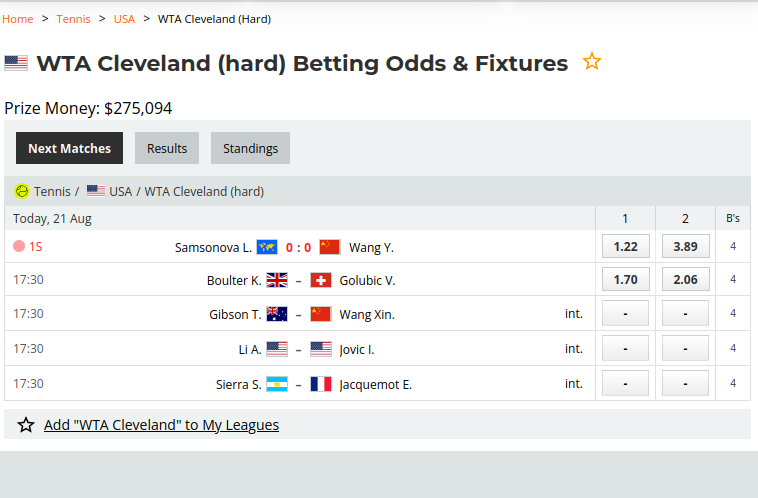 Home > Tennis > USA > WTA Cleveland (Hard)
WTA Cleveland (hard) Betting Odds & Fixtures
Prize Money: $275,094
Next Matches Results Standings
Tennis / USA / WTA Cleveland (hard)
Today, 21 Aug 1 2 B's
1S Samsonova L. 0 : 0 Wang Y. 1.22 3.89 4
17:30 Boulter K. – Golubic V. 1.70 2.06 4
17:30 Gibson T. – Wang Xin. int. - - 4
17:30 Li A. – Jovic I. int. - - 4
17:30 Sierra S. – Jacquemot E. int. - - 4
Add "WTA Cleveland" to My Leagues